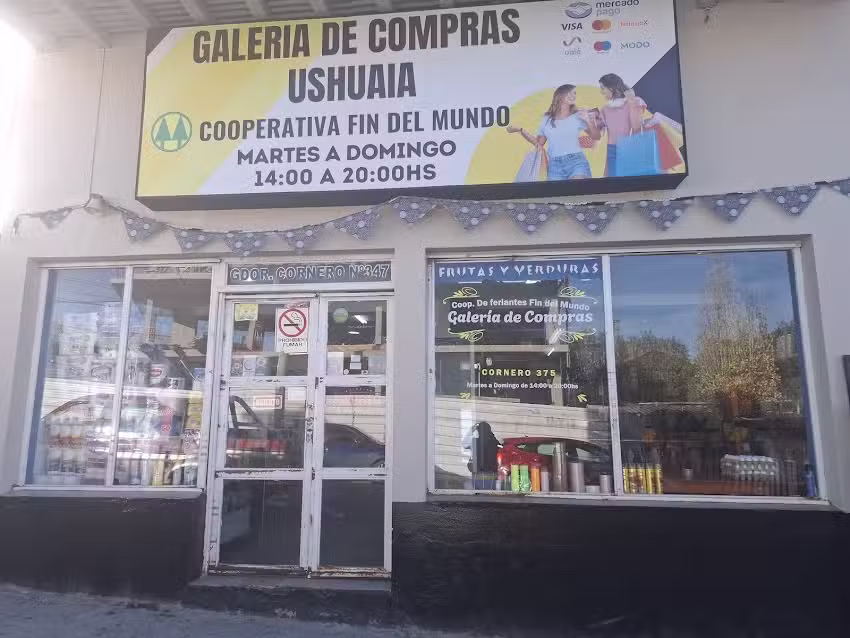 GALERIA DE COMPRAS
USHUAIA
COOPERATIVA FIN DEL MUNDO
MARTES A DOMINGO
14:00 A 20:00HS
mercado
pago
VISA
ualá
MODO
GDOR. CORNERO Nº347
PROHIBIDO
FUMAR
ABIERTO
FRUTAS Y VERDURAS
Coop. De feriantes Fin del Mundo
Galería de Compras
CORNERO 375
Martes a Domingo de 14:00 a 20:00hs